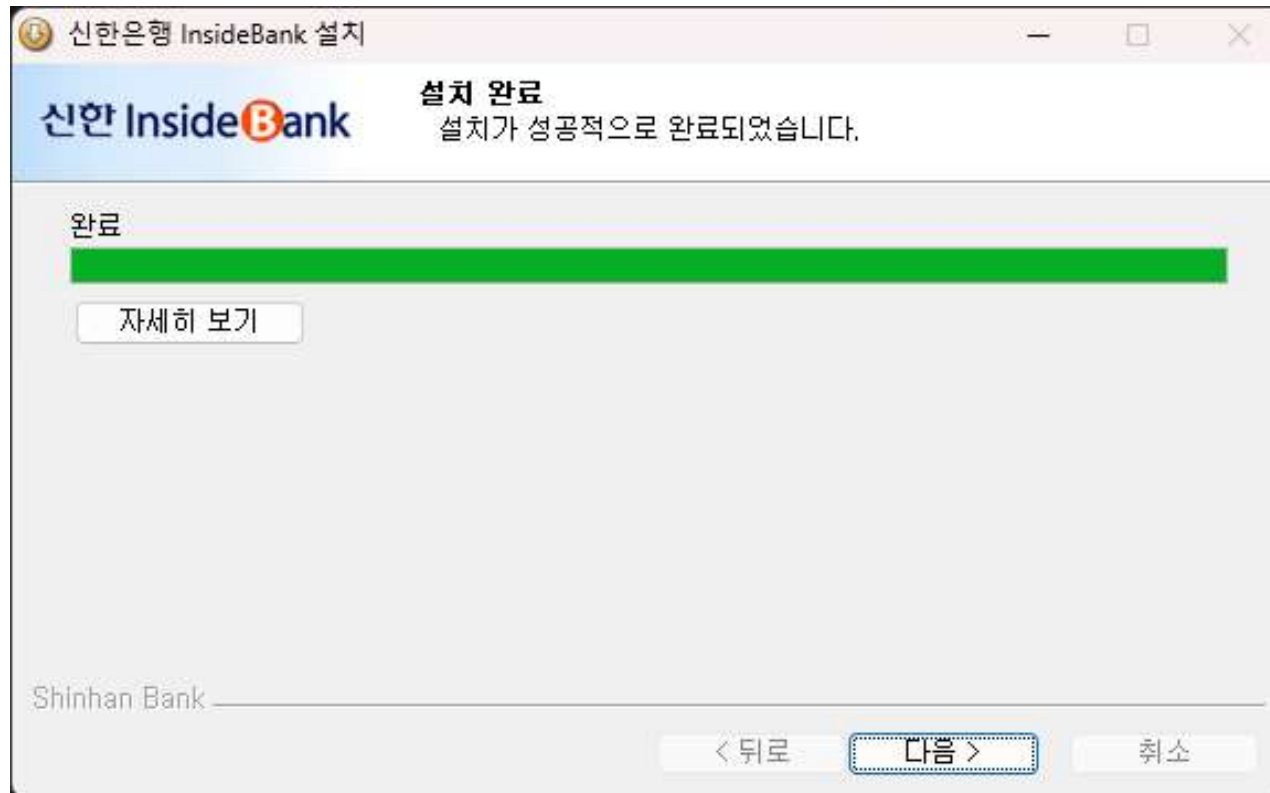 신한은행 InsideBank 설치
신한 InsideBank
설치 완료
설치가 성공적으로 완료되었습니다.
완료
자세히 보기
Shinhan Bank
< 뒤로
다음 >
취소